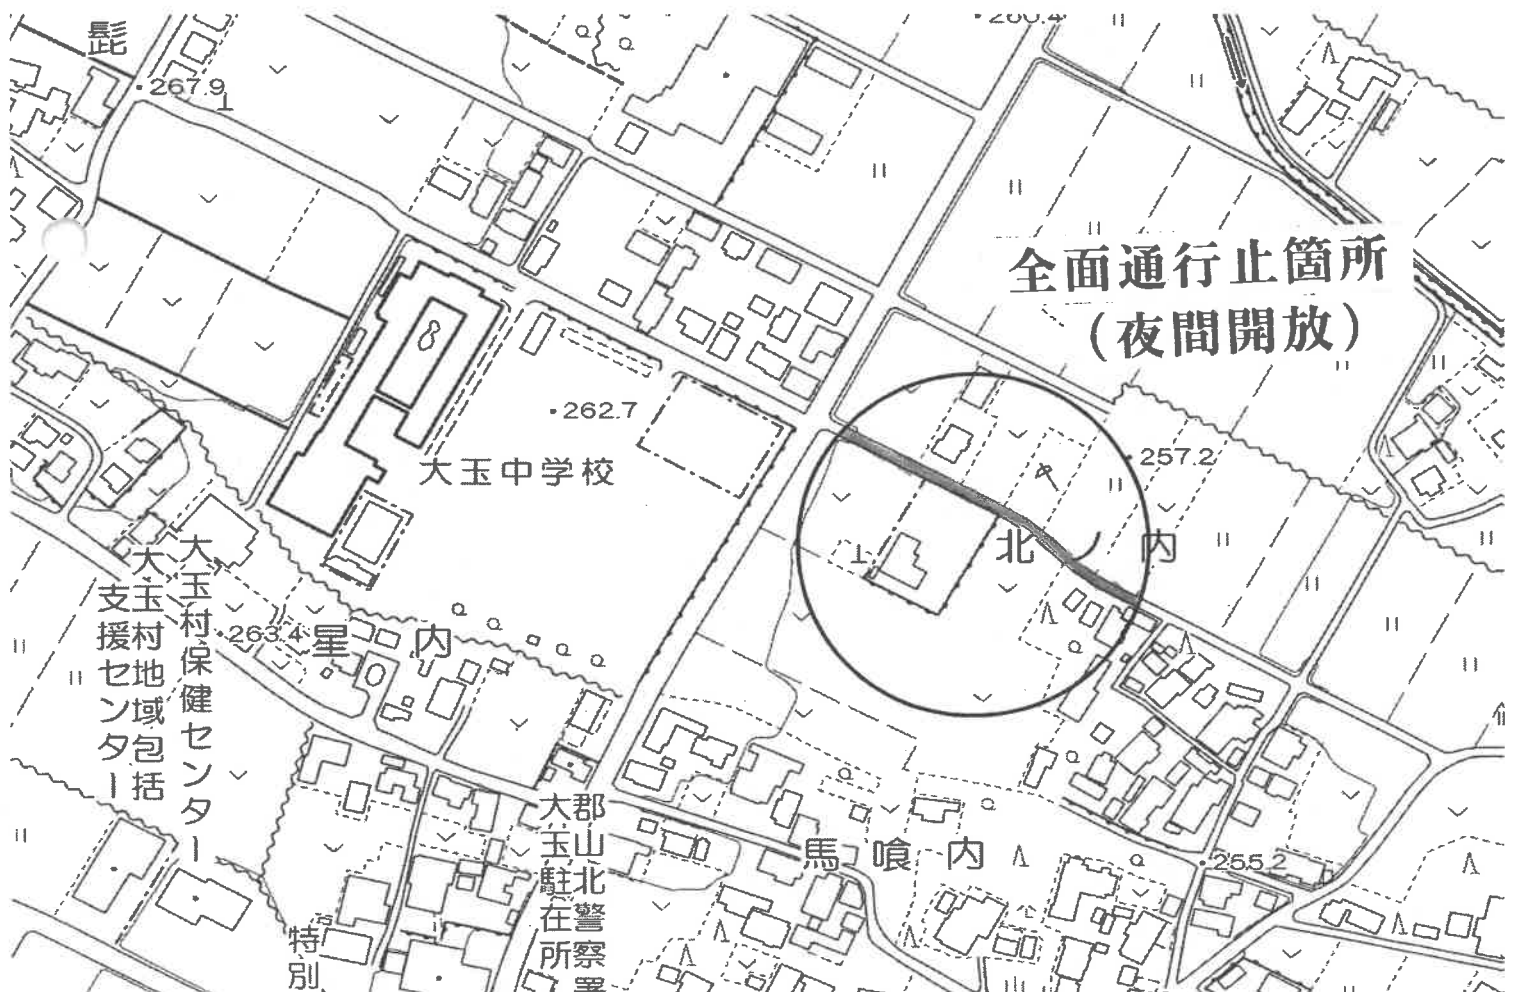 髭
267.9
260.4
全面通行止箇所
（夜間開放）
262.7
大玉中学校
257.2
北内
大玉村保健センター
大玉村地域包括
支援センター
263.4
星内
郡山北警察署
大玉駐在所
馬喰内
255.2
特別